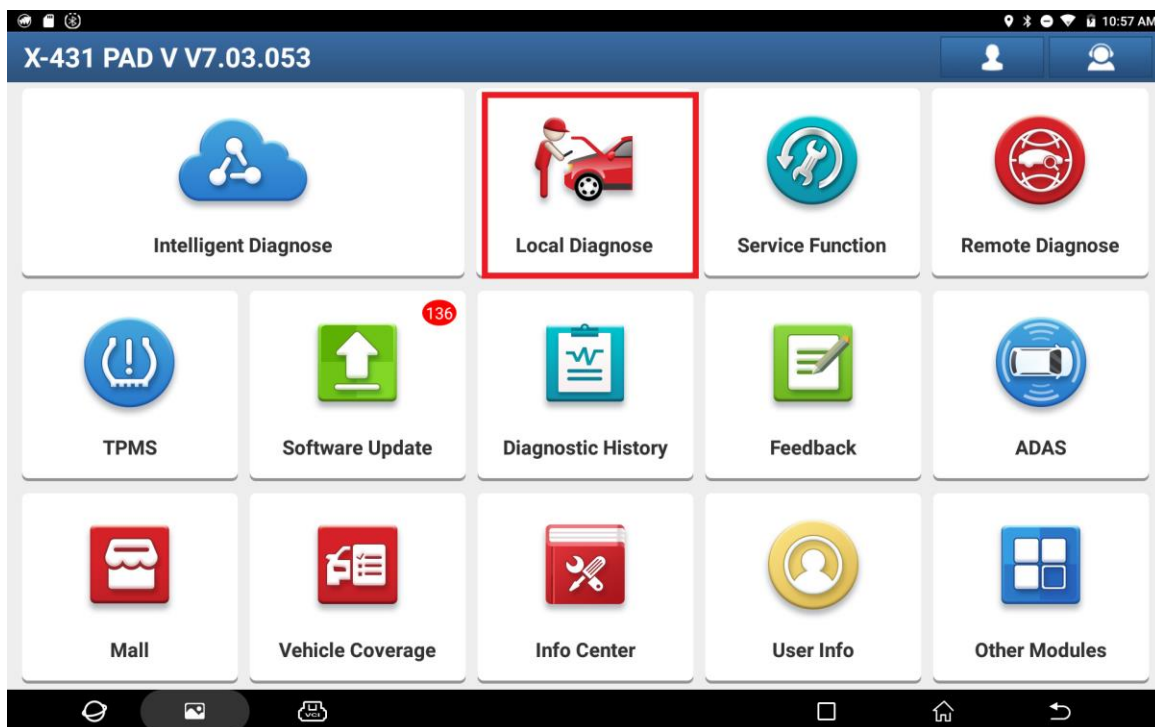 10:57 AM
X-431 PAD V V7.03.053
Intelligent Diagnose
Local Diagnose
Service Function
Remote Diagnose
136
TPMS
Software Update
Diagnostic History
Feedback
ADAS
Mall
Vehicle Coverage
Info Center
User Info
Other Modules
VCI